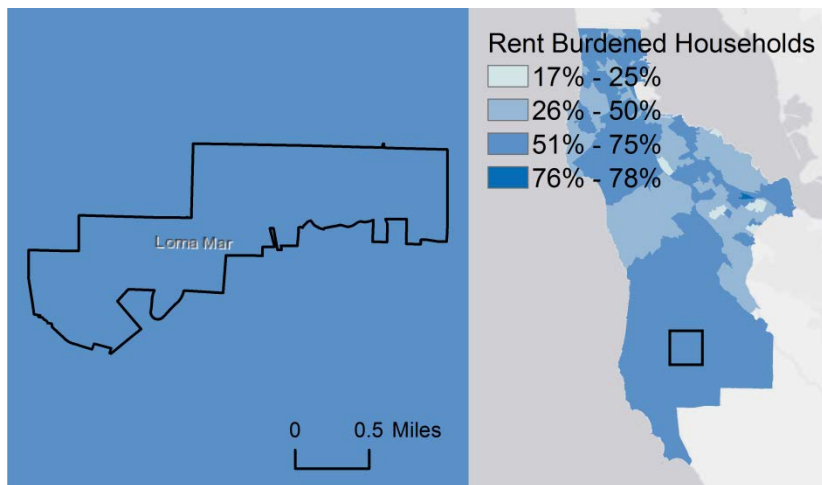 Rent Burdened Households
17% - 25%
26% - 50%
51% - 75%
76% - 78%
Loma Mar
0 0.5 Miles